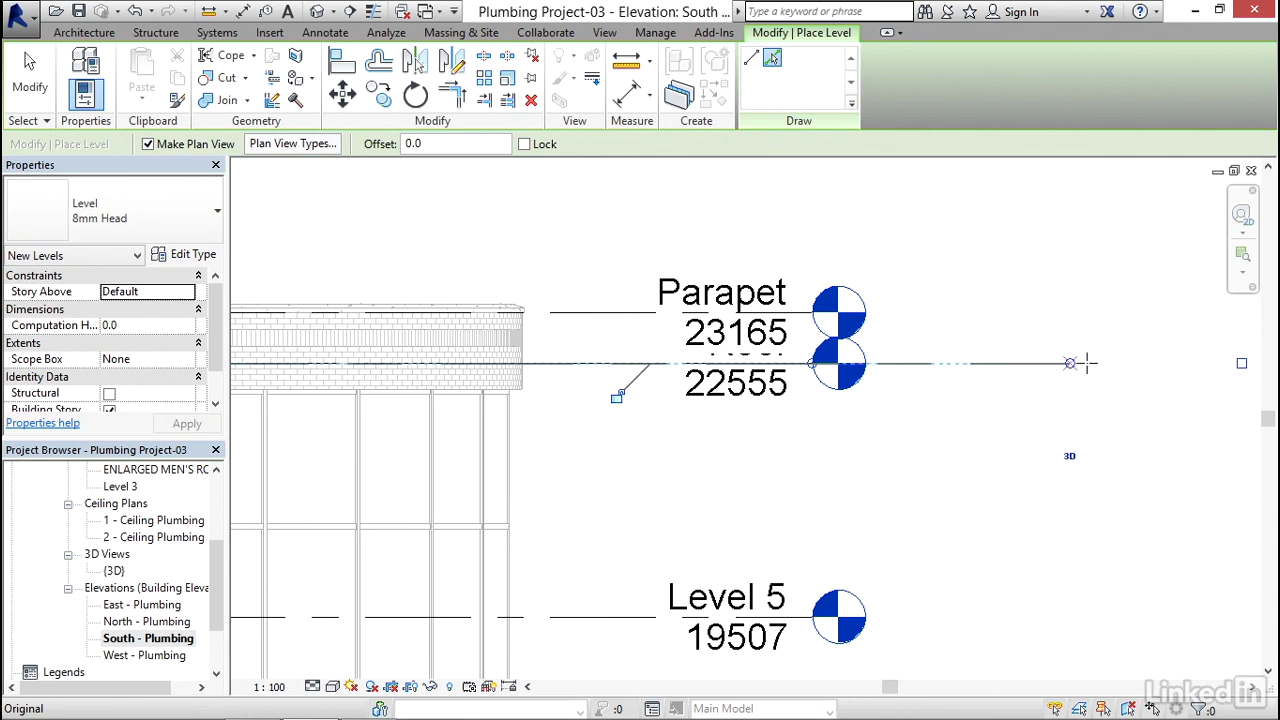 Plumbing Project-03 - Elevation: South ...
Type a keyword or phrase
Sign In
Architecture Structure Systems Insert Annotate Analyze Massing & Site Collaborate View Manage Add-Ins Modify | Place Level
Modify
Select
Properties
Paste
Clipboard
Cope
Cut
Join
Geometry
Modify
View
Measure
Create
Draw
Modify | Place Level
Make Plan View
Plan View Types...
Offset: 0.0
Lock
Properties
Level
8mm Head
New Levels
Edit Type
Constraints
Story Above Default
Dimensions
Computation H... 0.0
Extents
Scope Box None
Identity Data
Structural
Building Story
Properties help
Apply
Project Browser - Plumbing Project-03
ENLARGED MEN'S RO
Level 3
Ceiling Plans
1 - Ceiling Plumbing
2 - Ceiling Plumbing
3D Views
{3D}
Elevations (Building Eleva
East - Plumbing
North - Plumbing
South - Plumbing
West - Plumbing
Legends
Parapet
23165
22555
3D
Level 5
19507
2D
1 : 100
Original
:0
Main Model
:0
Linked in